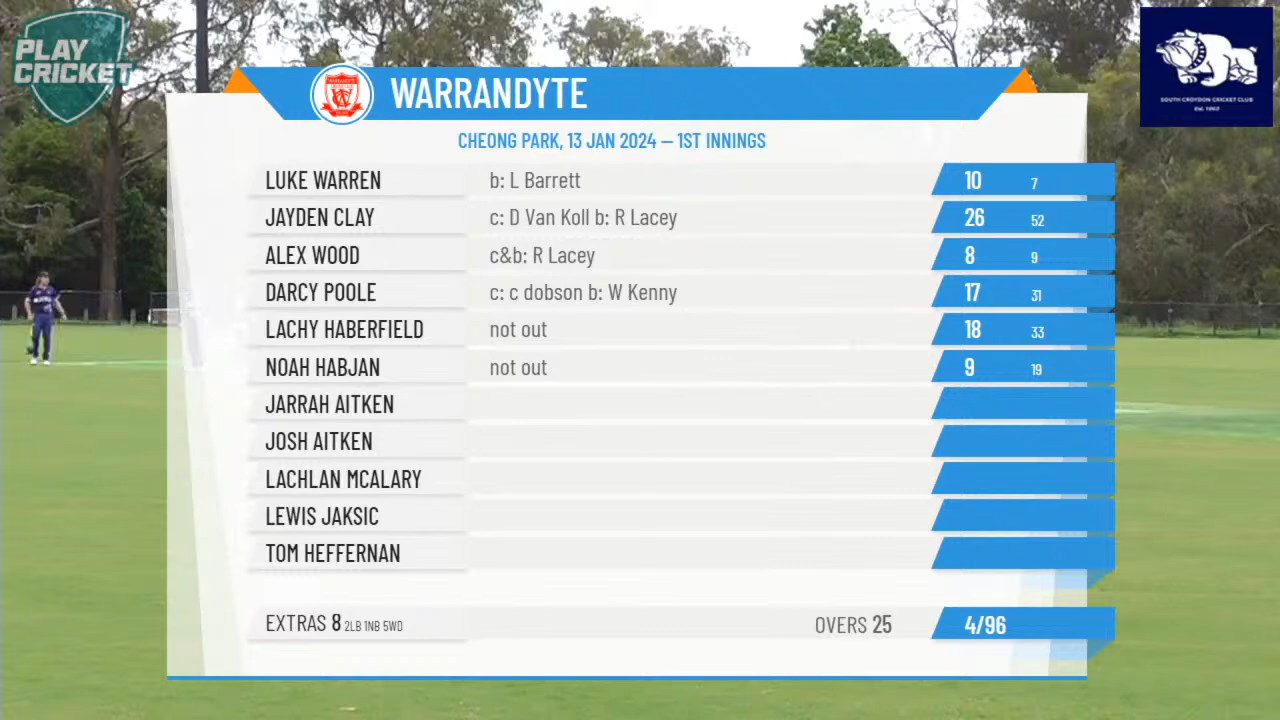 PLAY
CRICKET
WARRANDYTE
SOUTH CROYDON CRICKET CLUB
CHEONG PARK, 13 JAN 2024 – 1ST INNINGS
LUKE WARREN b: L Barrett 10 7
JAYDEN CLAY c: D Van Koll b: R Lacey 26 52
ALEX WOOD c&b: R Lacey 8 9
DARCY POOLE c: c dobson b: W Kenny 17 31
LACHY HABERFIELD not out 18 33
NOAH HABJAN not out 9 19
JARRAH AITKEN
JOSH AITKEN
LACHLAN MCALARY
LEWIS JAKSIC
TOM HEFFERNAN
EXTRAS 8 2LB 1NB 5WD OVERS 25 4/96